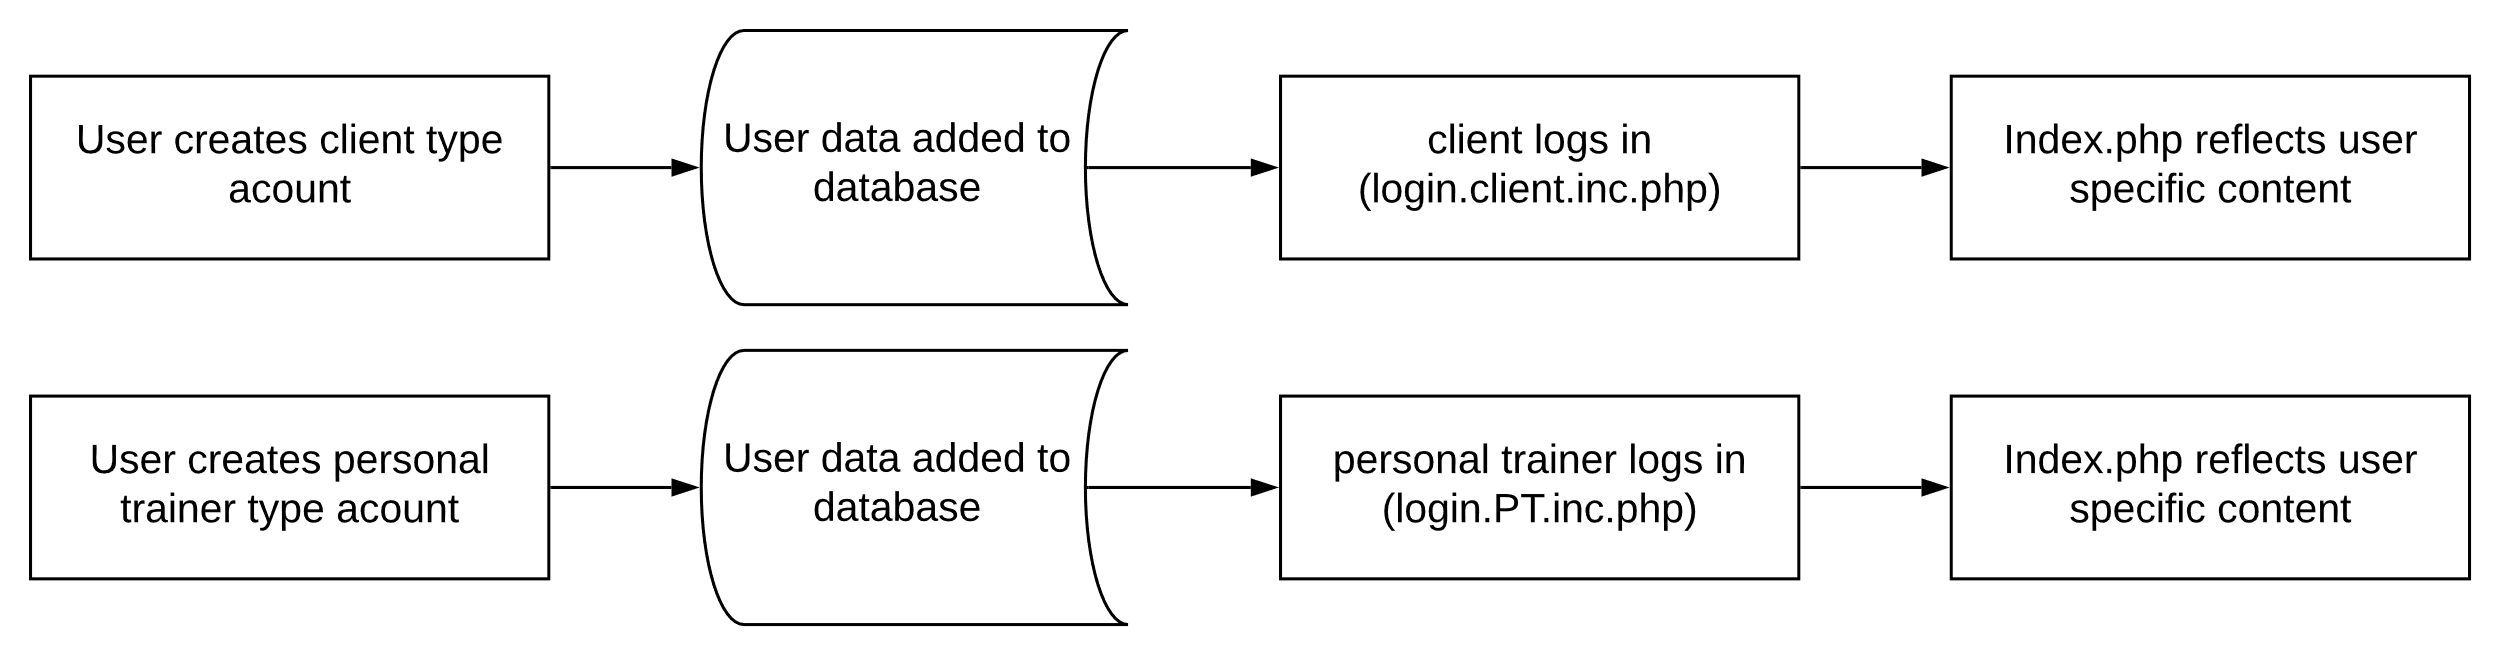 User creates client type
acount
User data added to
database
client logs in
(login.client.inc.php)
Index.php reflects user
specific content
User creates personal
trainer type acount
User data added to
database
personal trainer logs in
(login.PT.inc.php)
Index.php reflects user
specific content